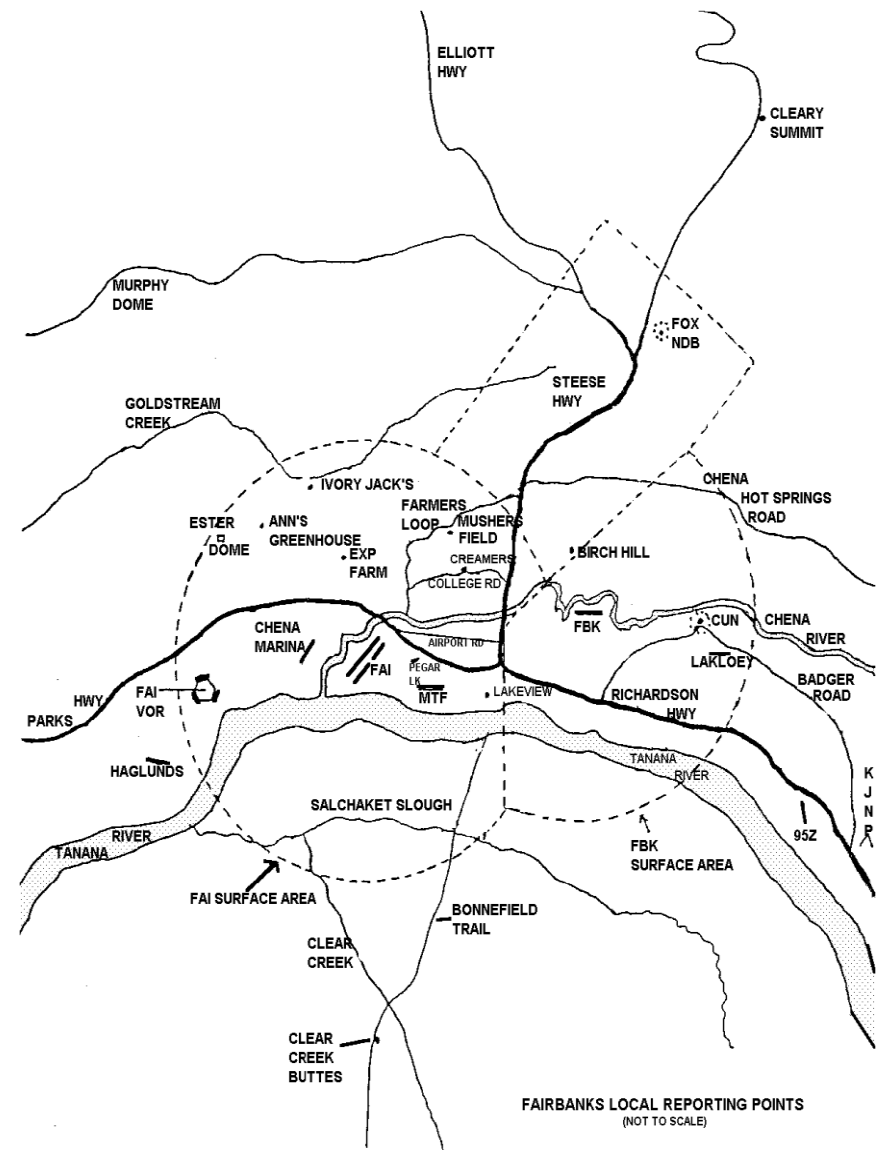 ELLIOTT
HWY
CLEARY
SUMMIT
MURPHY
DOME
FOX
NDB
STEESE
HWY
GOLDSTREAM
CREEK
IVORY JACK'S
CHENA
HOT SPRINGS
ROAD
FARMERS
LOOP
MUSHERS
FIELD
ESTER
DOME
ANN'S
GREENHOUSE
EXP
FARM
CREAMERS
COLLEGE RD
BIRCH HILL
CHENA
MARINA
FAI
AIRPORT RD
PEGAR
LK
MTF
LAKEVIEW
FBK
CUN
CHENA
RIVER
LAKLOEY
BADGER
ROAD
RICHARDSON
HWY
FAI
VOR
PARKS
HWY
HAGLUNDS
TANANA
RIVER
KJNP
95Z
TANANA
RIVER
SALCHAKET SLOUGH
FBK
SURFACE AREA
FAI SURFACE AREA
BONNEFIELD
TRAIL
CLEAR
CREEK
CLEAR
CREEK
BUTTES
FAIRBANKS LOCAL REPORTING POINTS
(NOT TO SCALE)